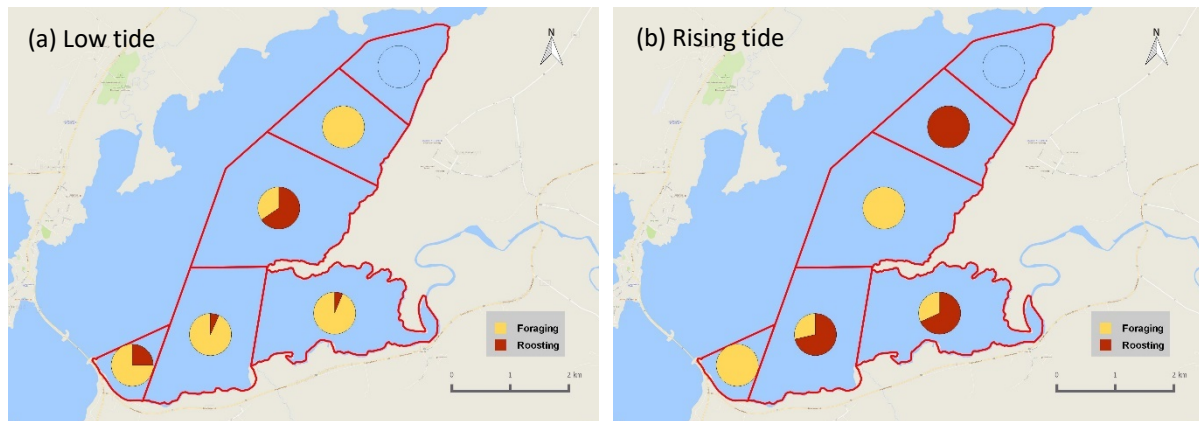 (a) Low tide
N
Foraging
Roosting
0 1 2 km
(b) Rising tide
N
Foraging
Roosting
0 1 2 km